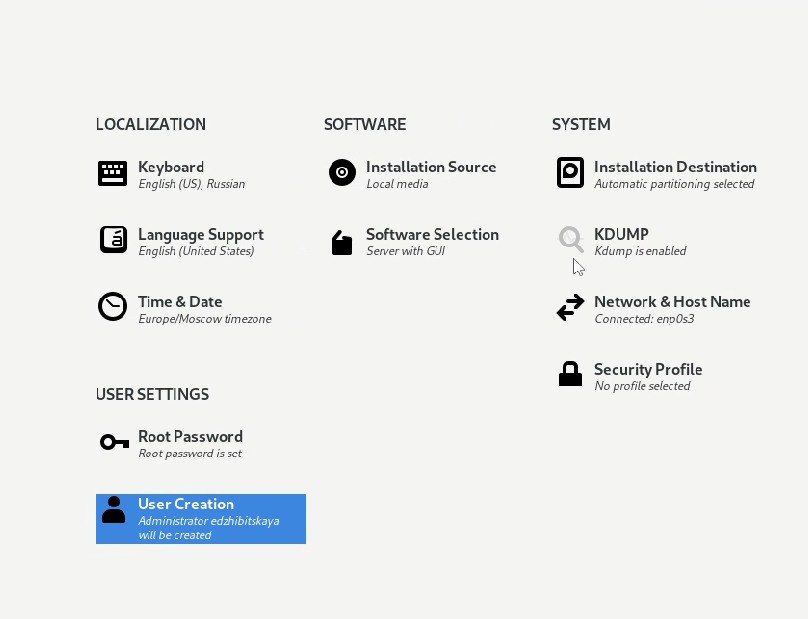 LOCALIZATION
Keyboard
English (US), Russian
Language Support
English (United States)
Time & Date
Europe/Moscow timezone
USER SETTINGS
Root Password
Root password is set
User Creation
Administrator edzhibitskaya
will be created
SOFTWARE
Installation Source
Local media
Software Selection
Server with GUI
SYSTEM
Installation Destination
Automatic partitioning selected
KDUMP
Kdump is enabled
Network & Host Name
Connected: enp0s3
Security Profile
No profile selected